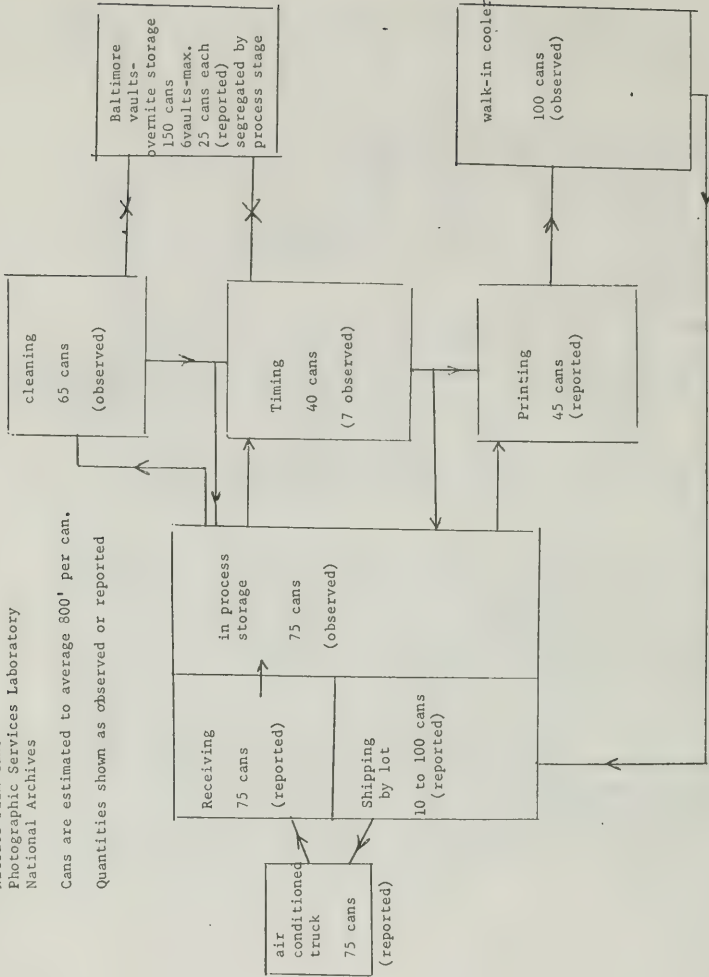 Photographic Services Laboratory
National Archives
Cans are estimated to average 800' per can.
Quantities shown as observed or reported
air
conditioned
truck
75 cans
(reported)
Receiving
75 cans
(reported)
Shipping
by lot
10 to 100 cans
(reported)
in process
storage
75 cans
(observed)
cleaning
65 cans
(observed)
Timing
40 cans
(7 observed)
Printing
45 cans
(reported)
Baltimore
vaults-
overnite storage
150 cans
6vaults-max.
25 cans each
(reported)
segregated by
process stage
walk-in cooler
100 cans
(observed)